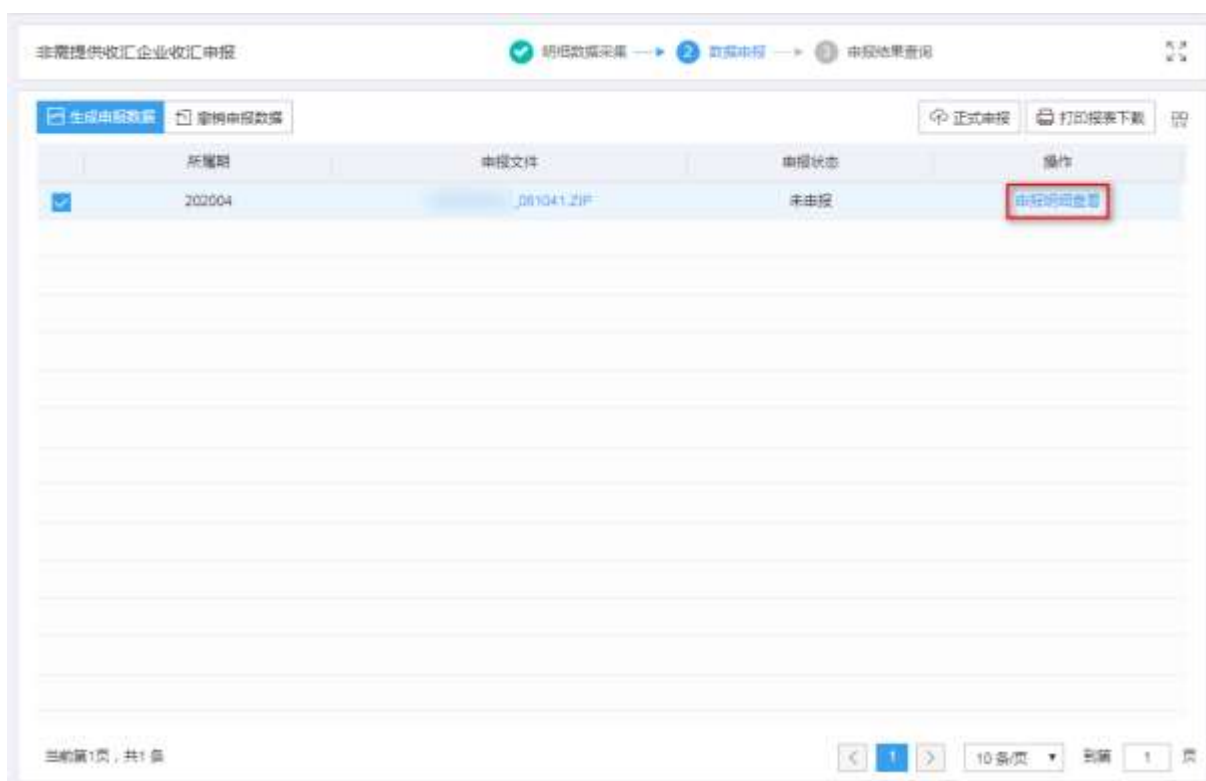 非需提供收汇企业收汇申报
明细数据采集 2 数据申报 3 申报结果查询
生成申报数据 撤销申报数据 正式申报 打印报表下载
所属期 申报文件 申报状态 操作
202004 _081041.ZIP 未申报 申报明细查看
当前第1页，共1条 1 10 条/页 到第 1 页